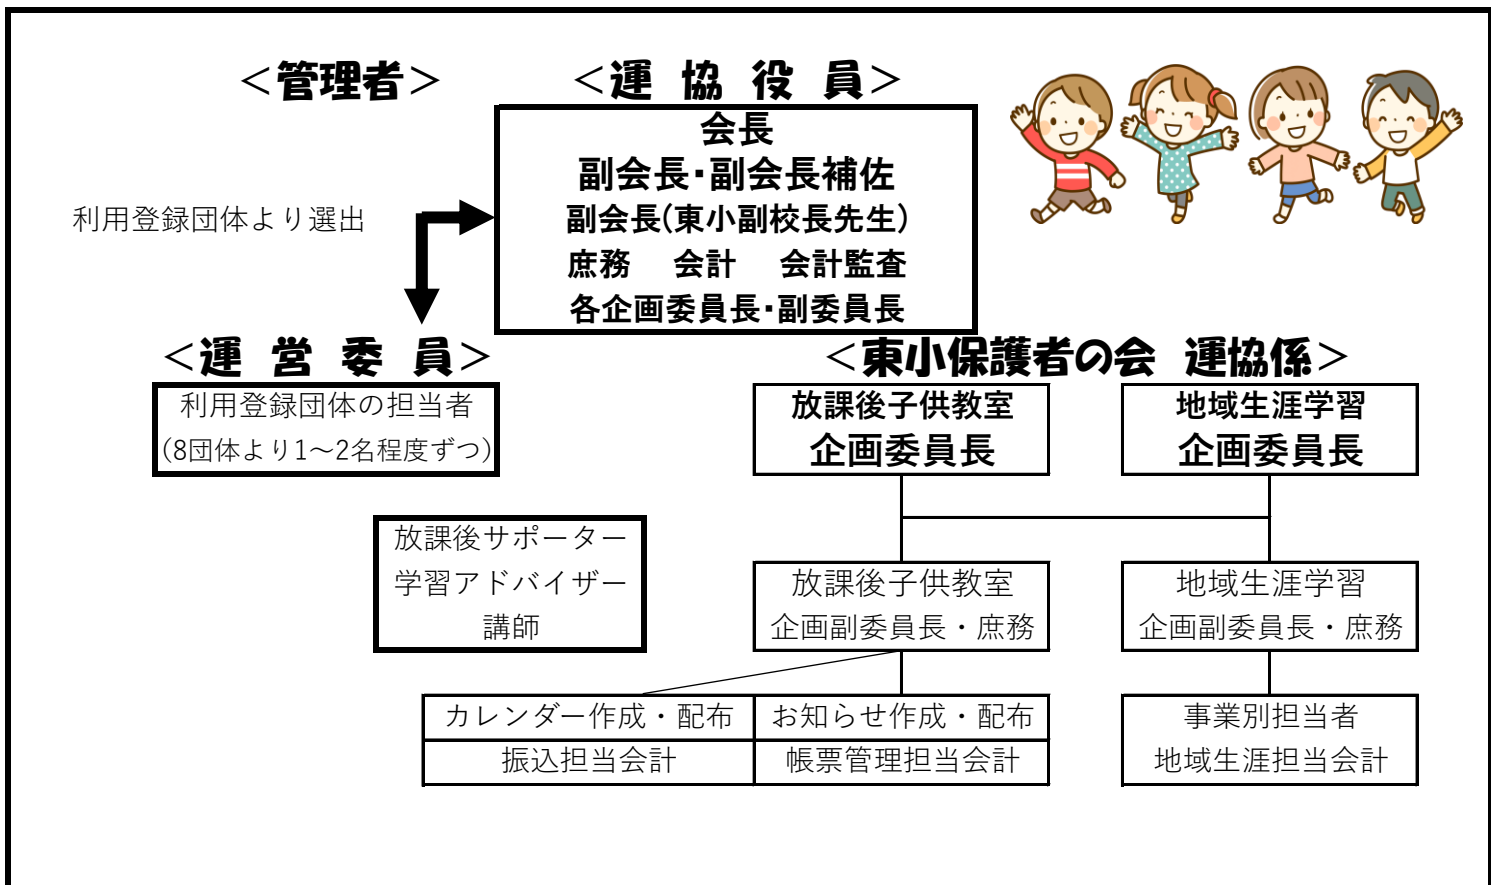 ＜管理者＞
＜運 協 役 員＞
会長
副会長・副会長補佐
副会長(東小副校長先生)
庶務 会計 会計監査
各企画委員長・副委員長
利用登録団体より選出
＜運 営 委 員＞
利用登録団体の担当者
(8団体より1～2名程度ずつ)
＜東小保護者の会 運協係＞
放課後子供教室
企画委員長
地域生涯学習
企画委員長
放課後サポーター
学習アドバイザー
講師
放課後子供教室
企画副委員長・庶務
地域生涯学習
企画副委員長・庶務
カレンダー作成・配布
お知らせ作成・配布
事業別担当者
振込担当会計
帳票管理担当会計
地域生涯担当会計